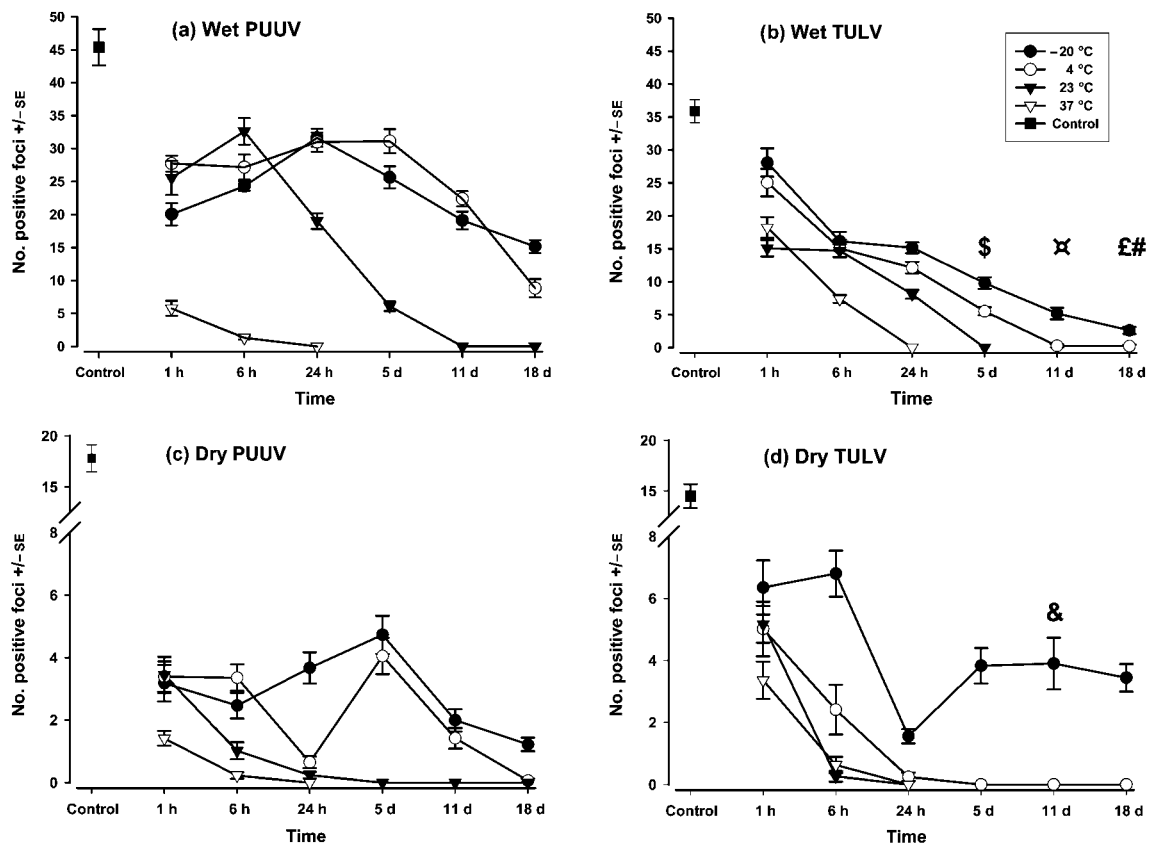 (a) Wet PUUV
No. positive foci +/− SE
50
45
40
35
30
25
20
15
10
5
0
Control
1 h
6 h
24 h
5 d
11 d
18 d
Time
(b) Wet TULV
No. positive foci +/− SE
50
45
40
35
30
25
20
15
10
5
0
−20 °C
4 °C
23 °C
37 °C
Control
$
¤
£#
Control
1 h
6 h
24 h
5 d
11 d
18 d
Time
(c) Dry PUUV
No. positive foci +/− SE
20
15
8
6
4
2
0
Control
1 h
6 h
24 h
5 d
11 d
18 d
Time
(d) Dry TULV
No. positive foci +/− SE
20
15
8
6
4
2
0
&
Control
1 h
6 h
24 h
5 d
11 d
18 d
Time